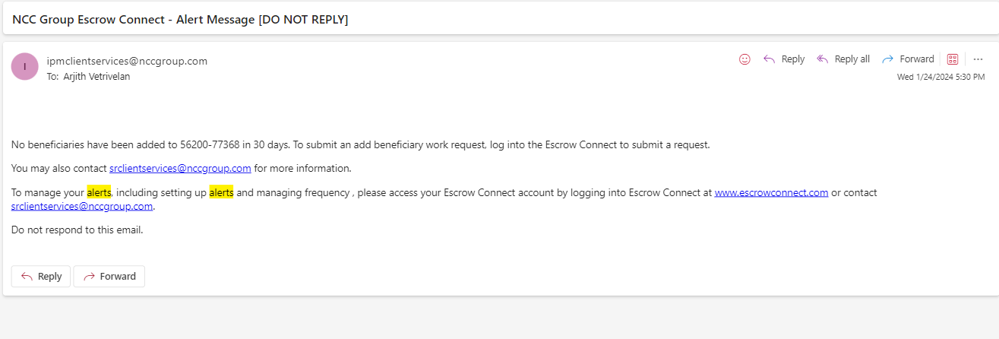 NCC Group Escrow Connect - Alert Message [DO NOT REPLY]
I
ipmclientservices@nccgroup.com
To: Arjith Vetrivelan
Reply
Reply all
Forward
Wed 1/24/2024 5:30 PM
No beneficiaries have been added to 56200-77368 in 30 days. To submit an add beneficiary work request, log into the Escrow Connect to submit a request.
You may also contact srclientservices@nccgroup.com for more information.
To manage your alerts, including setting up alerts and managing frequency , please access your Escrow Connect account by logging into Escrow Connect at www.escrowconnect.com or contact
srclientservices@nccgroup.com.
Do not respond to this email.
Reply
Forward